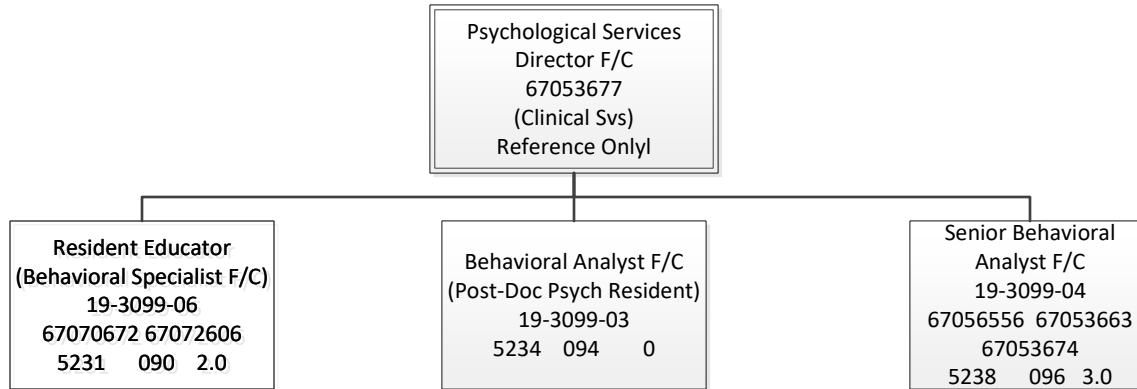 Psychological Services
Director F/C
67053677
(Clinical Svs)
Reference Onlyl
Resident Educator
(Behavioral Specialist F/C)
19-3099-06
67070672 67072606
5231 090 2.0
Behavioral Analyst F/C
(Post-Doc Psych Resident)
19-3099-03
5234 094 0
Senior Behavioral
Analyst F/C
19-3099-04
67056556 67053663
67053674
5238 096 3.0